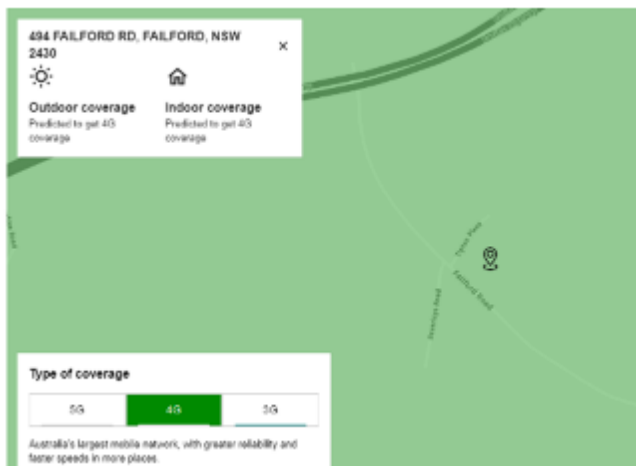 494 FAILFORD RD, FAILFORD, NSW
2430
Outdoor coverage
Indoor coverage
Predicted to get 4G
coverage
Predicted to get 4G
coverage
Failford Road
Type of coverage
5G
4G
3G
Australia's largest mobile network, with greater reliability and
faster speeds in more places.